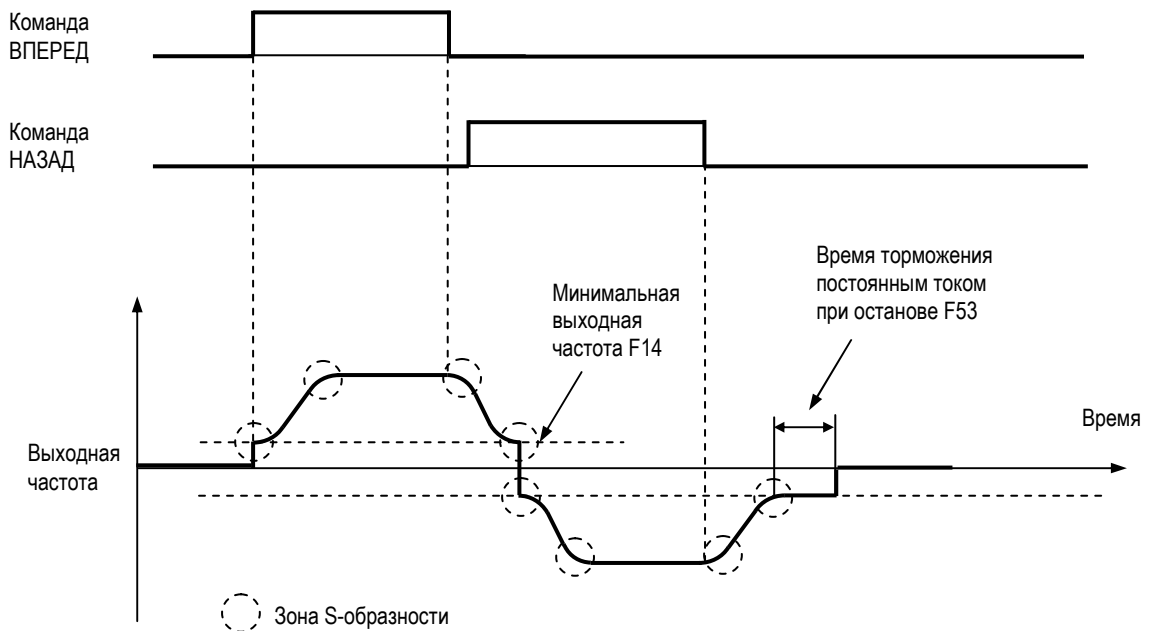 Команда
ВПЕРЕД
Команда
НАЗАД
Время торможения
постоянным током
при останове F53
Минимальная
выходная
частота F14
Время
Выходная
частота
Зона S-образности